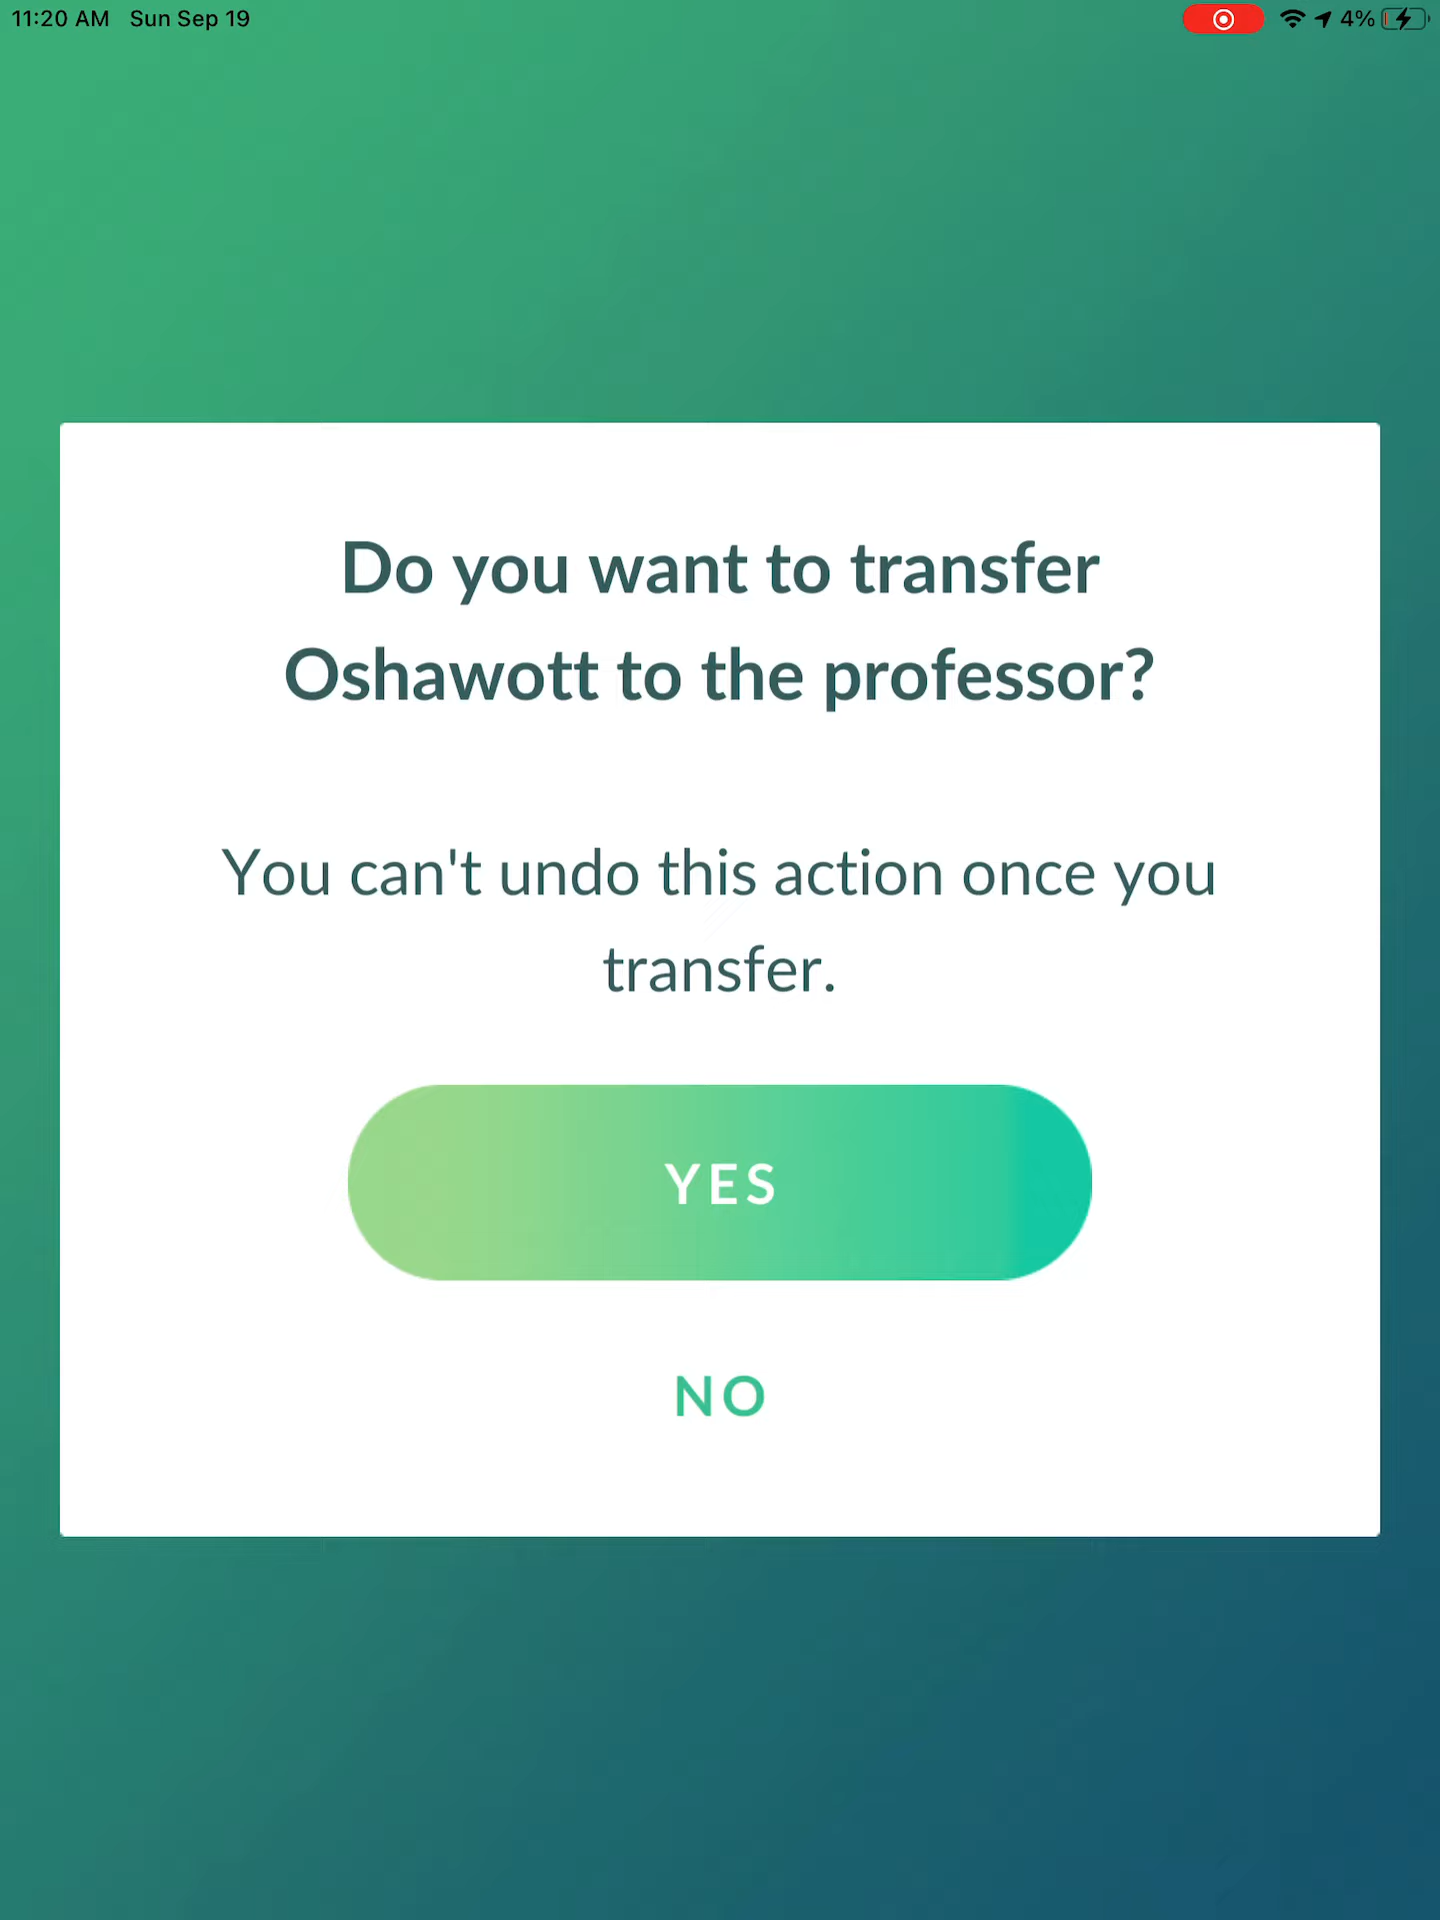 11:20 AM Sun Sep 19 4%
Do you want to transfer
Oshawott to the professor?
You can't undo this action once you
transfer.
YES
NO